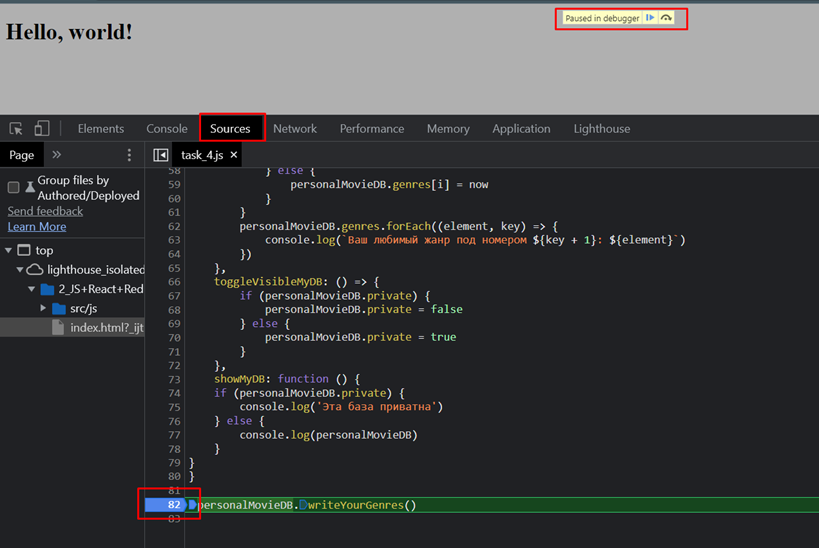 Hello, world!
Paused in debugger
Elements Console Sources Network Performance Memory Application Lighthouse
Page » task_4.js ×
Group files by
Authored/Deployed
Send feedback
Learn More
top
lighthouse_isolated
2_JS+React+Red
src/js
index.html?_ijt
58 } else {
59 personalMovieDB.genres[i] = now
60 }
61 }
62 personalMovieDB.genres.forEach((element, key) => {
63 console.log(`Ваш любимый жанр под номером ${key + 1}: ${element}`)
64 })
65 },
66 toggleVisibleMyDB: () => {
67 if (personalMovieDB.private) {
68 personalMovieDB.private = false
69 } else {
70 personalMovieDB.private = true
71 }
72 },
73 showMyDB: function () {
74 if (personalMovieDB.private) {
75 console.log('Эта база приватна')
76 } else {
77 console.log(personalMovieDB)
78 }
79 }
80 }
81
82 personalMovieDB.writeYourGenres()
83